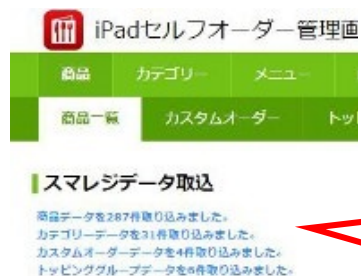 iPadセルフオーダー管理画
商品 カテゴリー メニュー
商品一覧 カスタムオーダー トッピ
スマレジデータ取込
商品データを287件取り込みました。
カテゴリーデータを31件取り込みました。
カスタムオーダーデータを4件取り込みました。
トッピンググループデータを6件取り込みました。